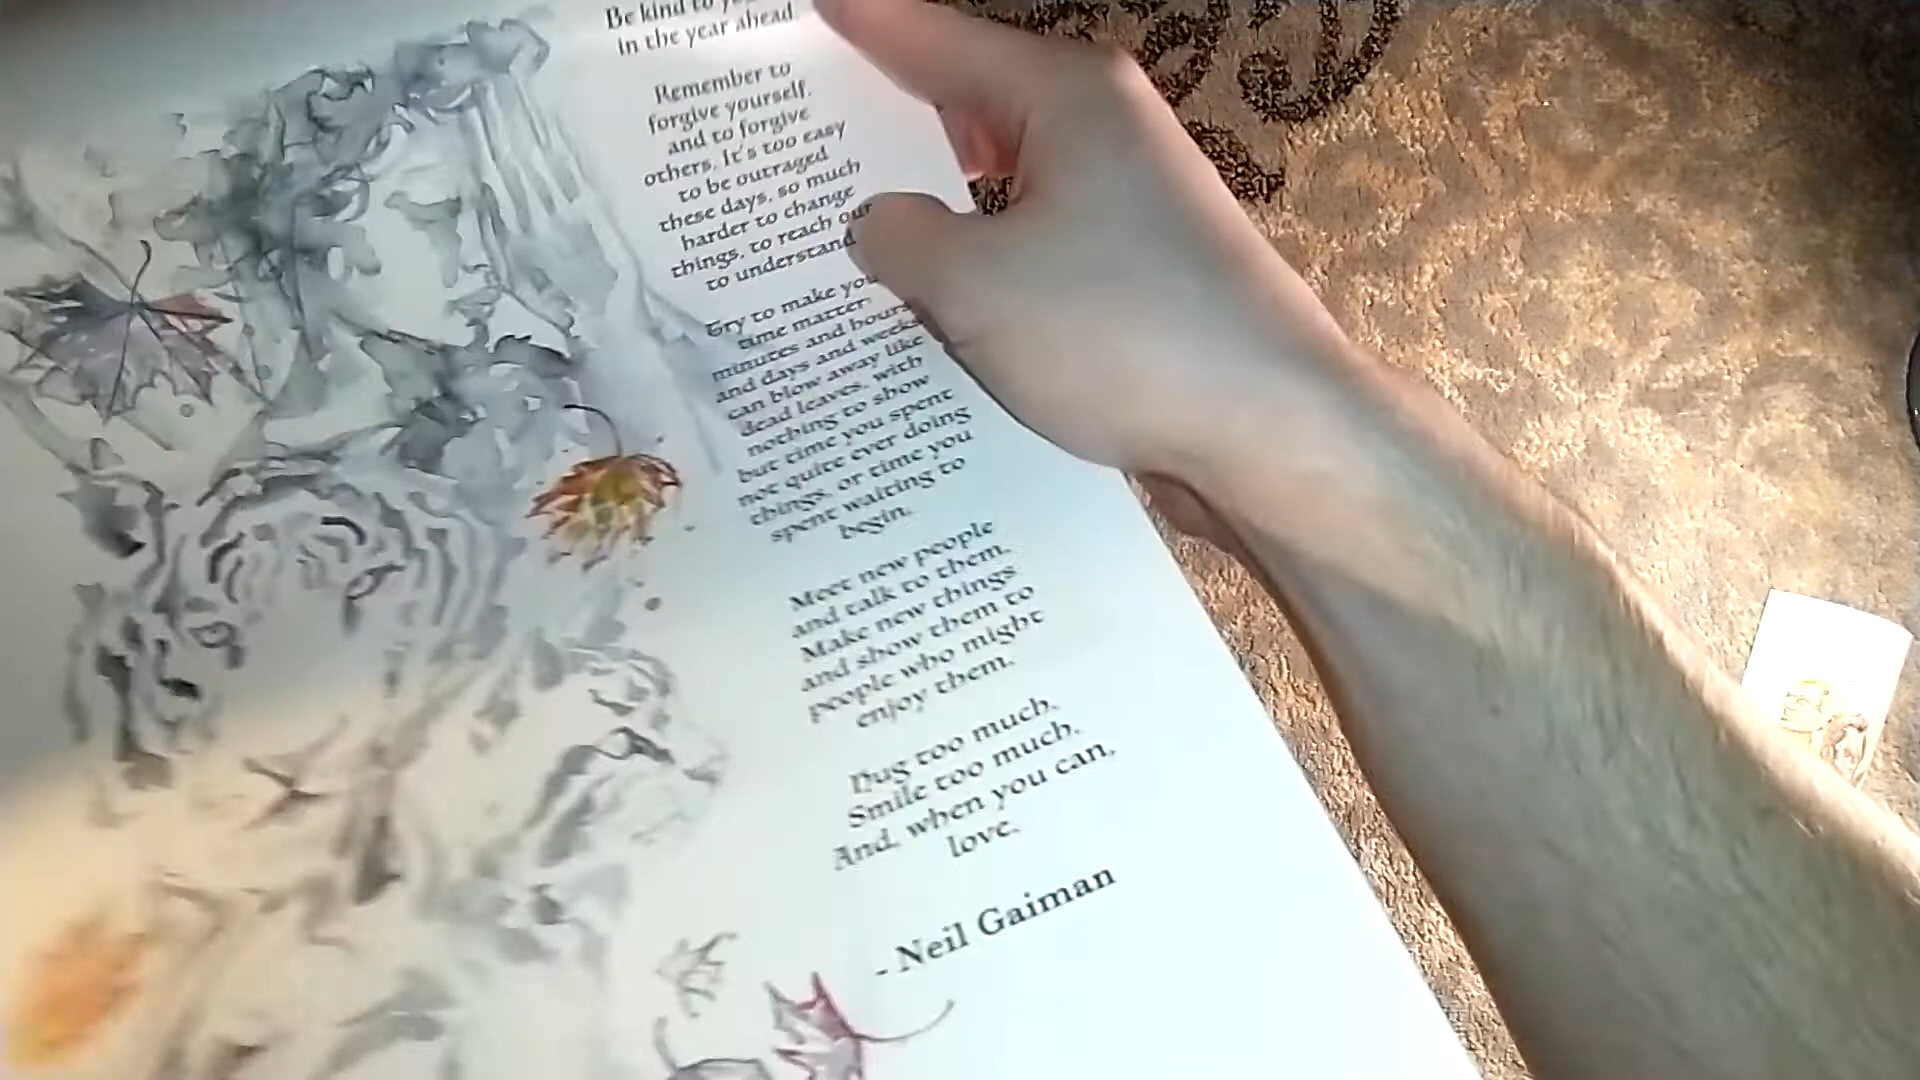 Be kind to
in the year ahead.
Remember to
forgive yourself,
and to forgive
others. It's too easy
to be outraged
these days, so much
harder to change
things, to reach our
to understand
Try to make you
time matter:
minutes and hours
and days and weeks
can blow away like
dead leaves, with
nothing to show
but time you spent
not quite ever doing
things, or time you
spent waiting to
begin.
Meet new people
and talk to them.
Make new things
and show them to
people who might
enjoy them.
Hug too much.
Smile too much.
And, when you can,
love.
- Neil Gaiman